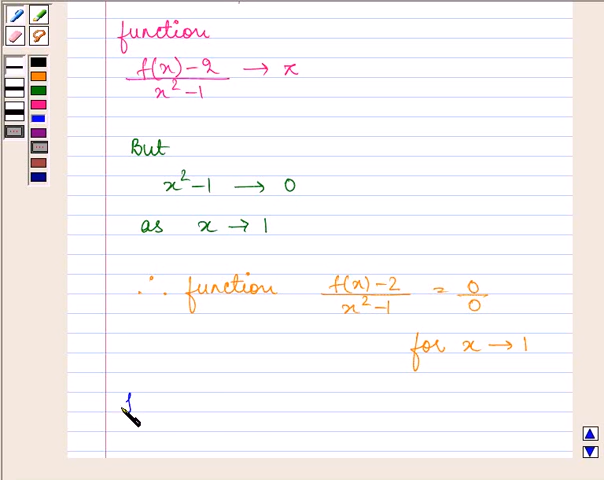 function
f(x) - 2 / x² - 1 → π
But
x² - 1 → 0
as x → 1
∴ function f(x) - 2 / x² - 1 = 0 / 0
for x → 1